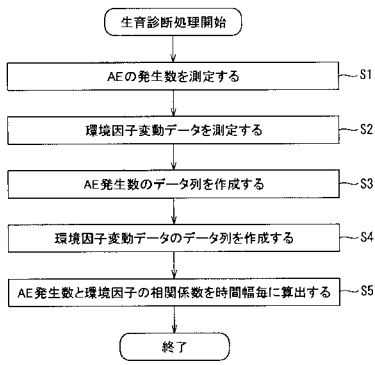 生育診断処理開始
AEの発生数を測定する
S1
環境因子変動データを測定する
S2
AE発生数のデータ列を作成する
S3
環境因子変動データのデータ列を作成する
S4
AE発生数と環境因子の相関係数を時間幅毎に算出する
S5
終了